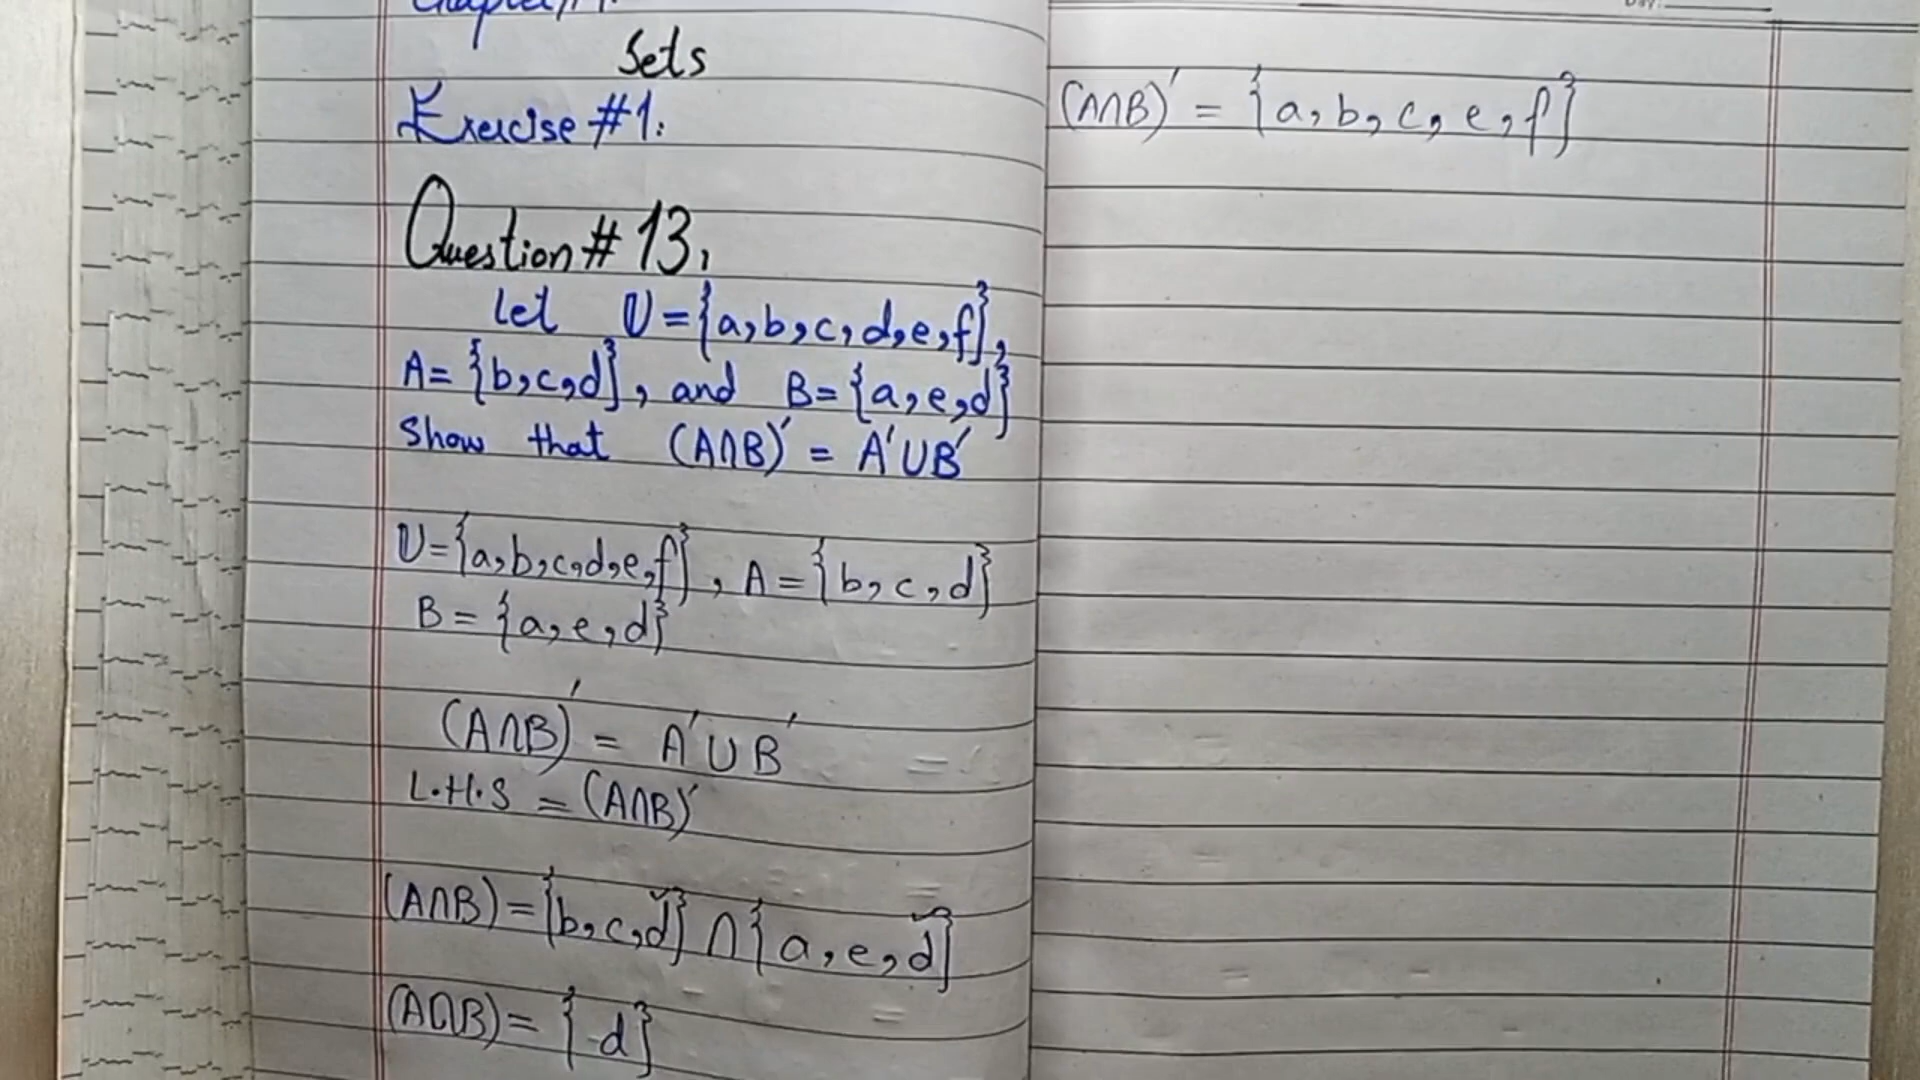 Sets
Exercise #1:
Question # 13,
Let U={a,b,c,d,e,f},
A={b,c,d}, and B={a,e,d}
Show that (A∩B)′ = A′∪B′
U={a,b,c,d,e,f}, A={b,c,d}
B={a,e,d}
(A∩B)′ = A′∪B′
L.H.S = (A∩B)′
(A∩B)={b,c,d}∩{a,e,d}
(A∩B)={d}
(A∩B)′ = {a,b,c,e,f}